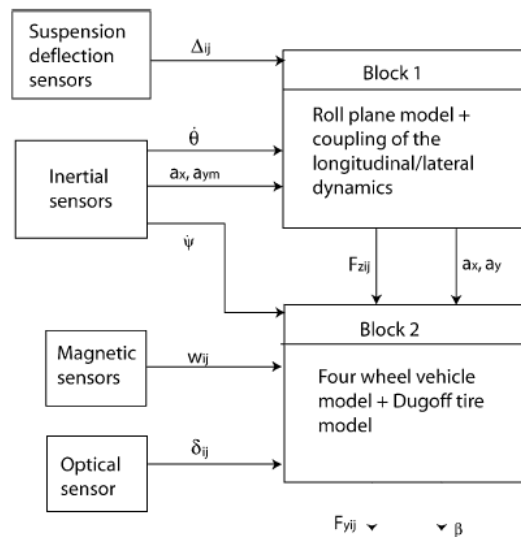 Suspension
deflection
sensors
Δij
Block 1
Roll plane model +
coupling of the
longitudinal/lateral
dynamics
Inertial
sensors
θ̇
ax, aym
ψ̇
Fzij
ax, ay
Block 2
Four wheel vehicle
model + Dugoff tire
model
Magnetic
sensors
wij
Optical
sensor
δij
Fyij
β